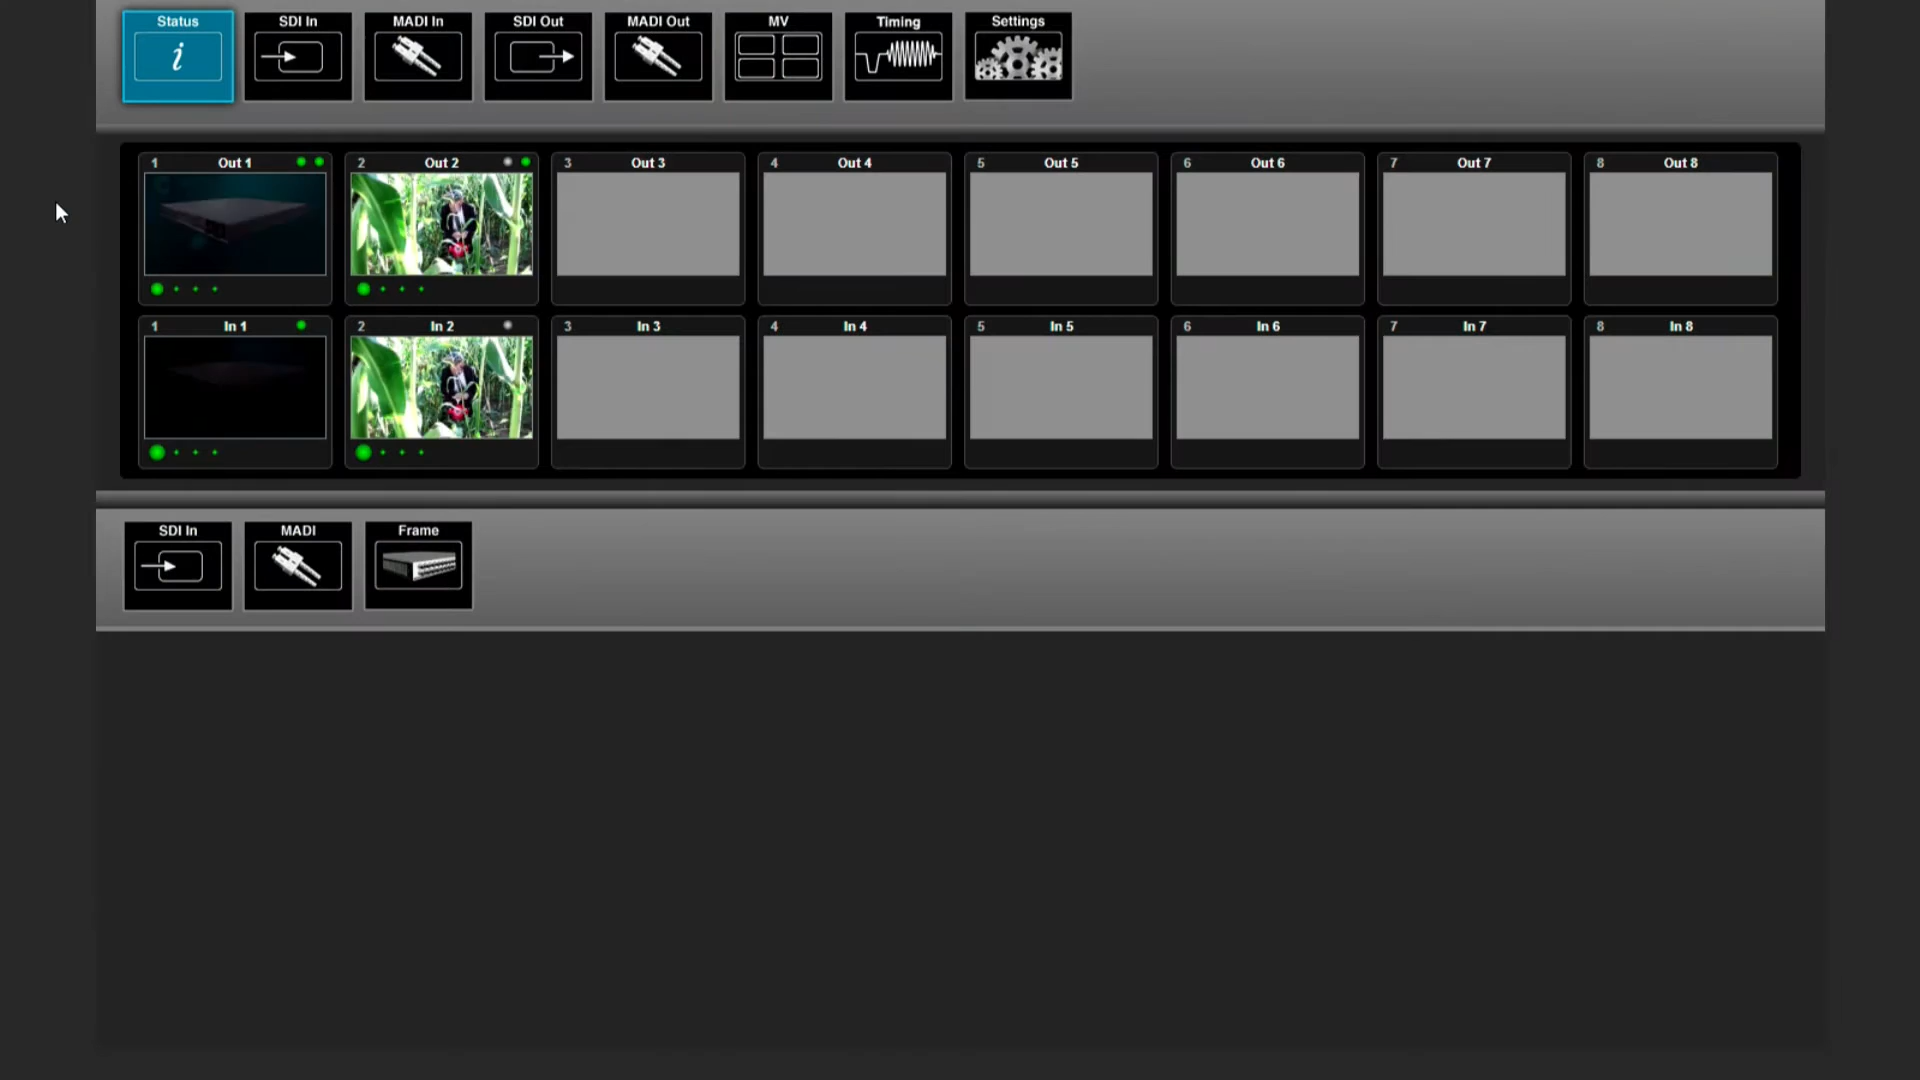 Status SDI In MADI In SDI Out MADI Out MV Timing Settings
i
1 Out 1 2 Out 2 3 Out 3 4 Out 4 5 Out 5 6 Out 6 7 Out 7 8 Out 8
1 In 1 2 In 2 3 In 3 4 In 4 5 In 5 6 In 6 7 In 7 8 In 8
SDI In MADI Frame